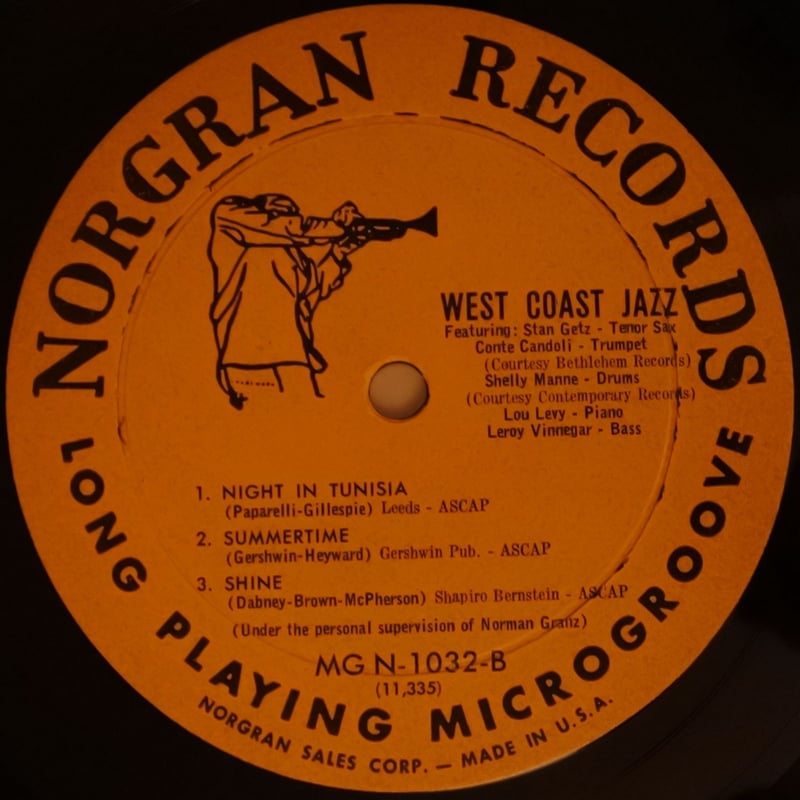 NORGRAN RECORDS
WEST COAST JAZZ
Featuring: Stan Getz - Tenor Sax
Conte Candoli - Trumpet
(Courtesy Bethlehem Records)
Shelly Manne - Drums
(Courtesy Contemporary Records)
Lou Levy - Piano
Leroy Vinnegar - Bass
1. NIGHT IN TUNISIA
(Paparelli-Gillespie) Leeds - ASCAP
2. SUMMERTIME
(Gershwin-Heyward) Gershwin Pub. - ASCAP
3. SHINE
(Dabney-Brown-McPherson) Shapiro Bernstein - ASCAP
(Under the personal supervision of Norman Granz)
MG N-1032-B
(11,335)
LONG PLAYING MICROGROOVE
NORGRAN SALES CORP. — MADE IN U.S.A.